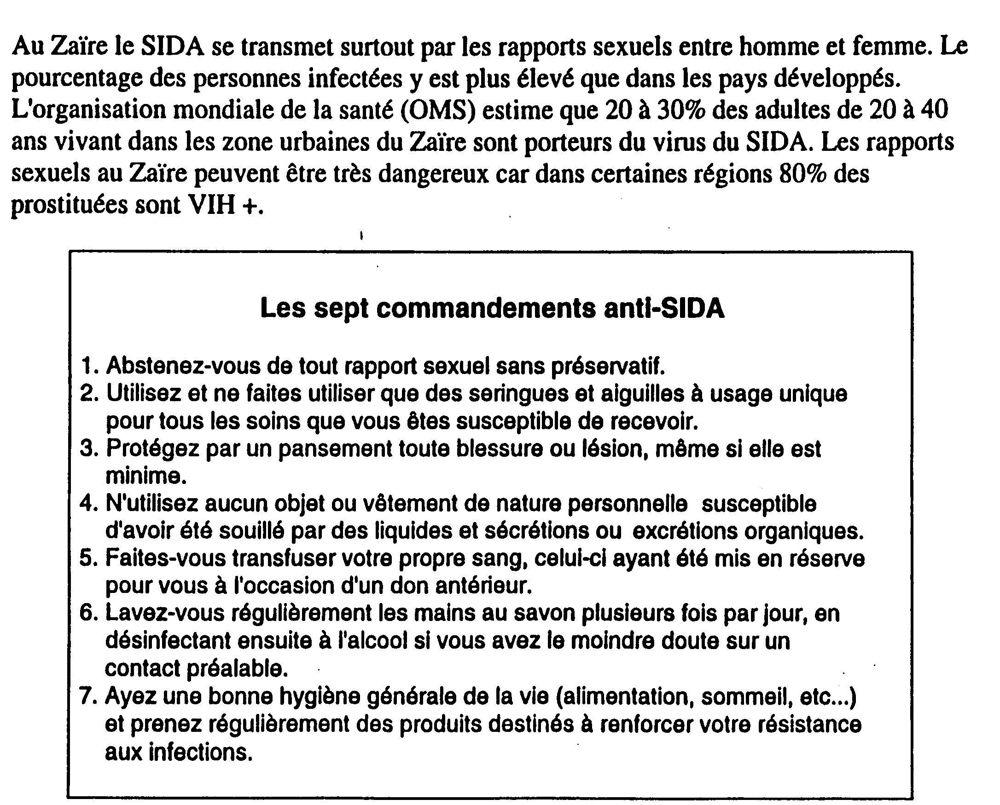 Au Zaïre le SIDA se transmet surtout par les rapports sexuels entre homme et femme. Le
pourcentage des personnes infectées y est plus élevé que dans les pays développés.
L'organisation mondiale de la santé (OMS) estime que 20 à 30% des adultes de 20 à 40
ans vivant dans les zone urbaines du Zaïre sont porteurs du virus du SIDA. Les rapports
sexuels au Zaïre peuvent être très dangereux car dans certaines régions 80% des
prostituées sont VIH +.
Les sept commandements anti-SIDA
1. Abstenez-vous de tout rapport sexuel sans préservatif.
2. Utilisez et ne faites utiliser que des seringues et aiguilles à usage unique
pour tous les soins que vous êtes susceptible de recevoir.
3. Protégez par un pansement toute blessure ou lésion, même si elle est
minime.
4. N'utilisez aucun objet ou vêtement de nature personnelle susceptible
d'avoir été souillé par des liquides et sécrétions ou excrétions organiques.
5. Faites-vous transfuser votre propre sang, celui-ci ayant été mis en réserve
pour vous à l'occasion d'un don antérieur.
6. Lavez-vous régulièrement les mains au savon plusieurs fois par jour, en
désinfectant ensuite à l'alcool si vous avez le moindre doute sur un
contact préalable.
7. Ayez une bonne hygiène générale de la vie (alimentation, sommeil, etc...)
et prenez régulièrement des produits destinés à renforcer votre résistance
aux infections.